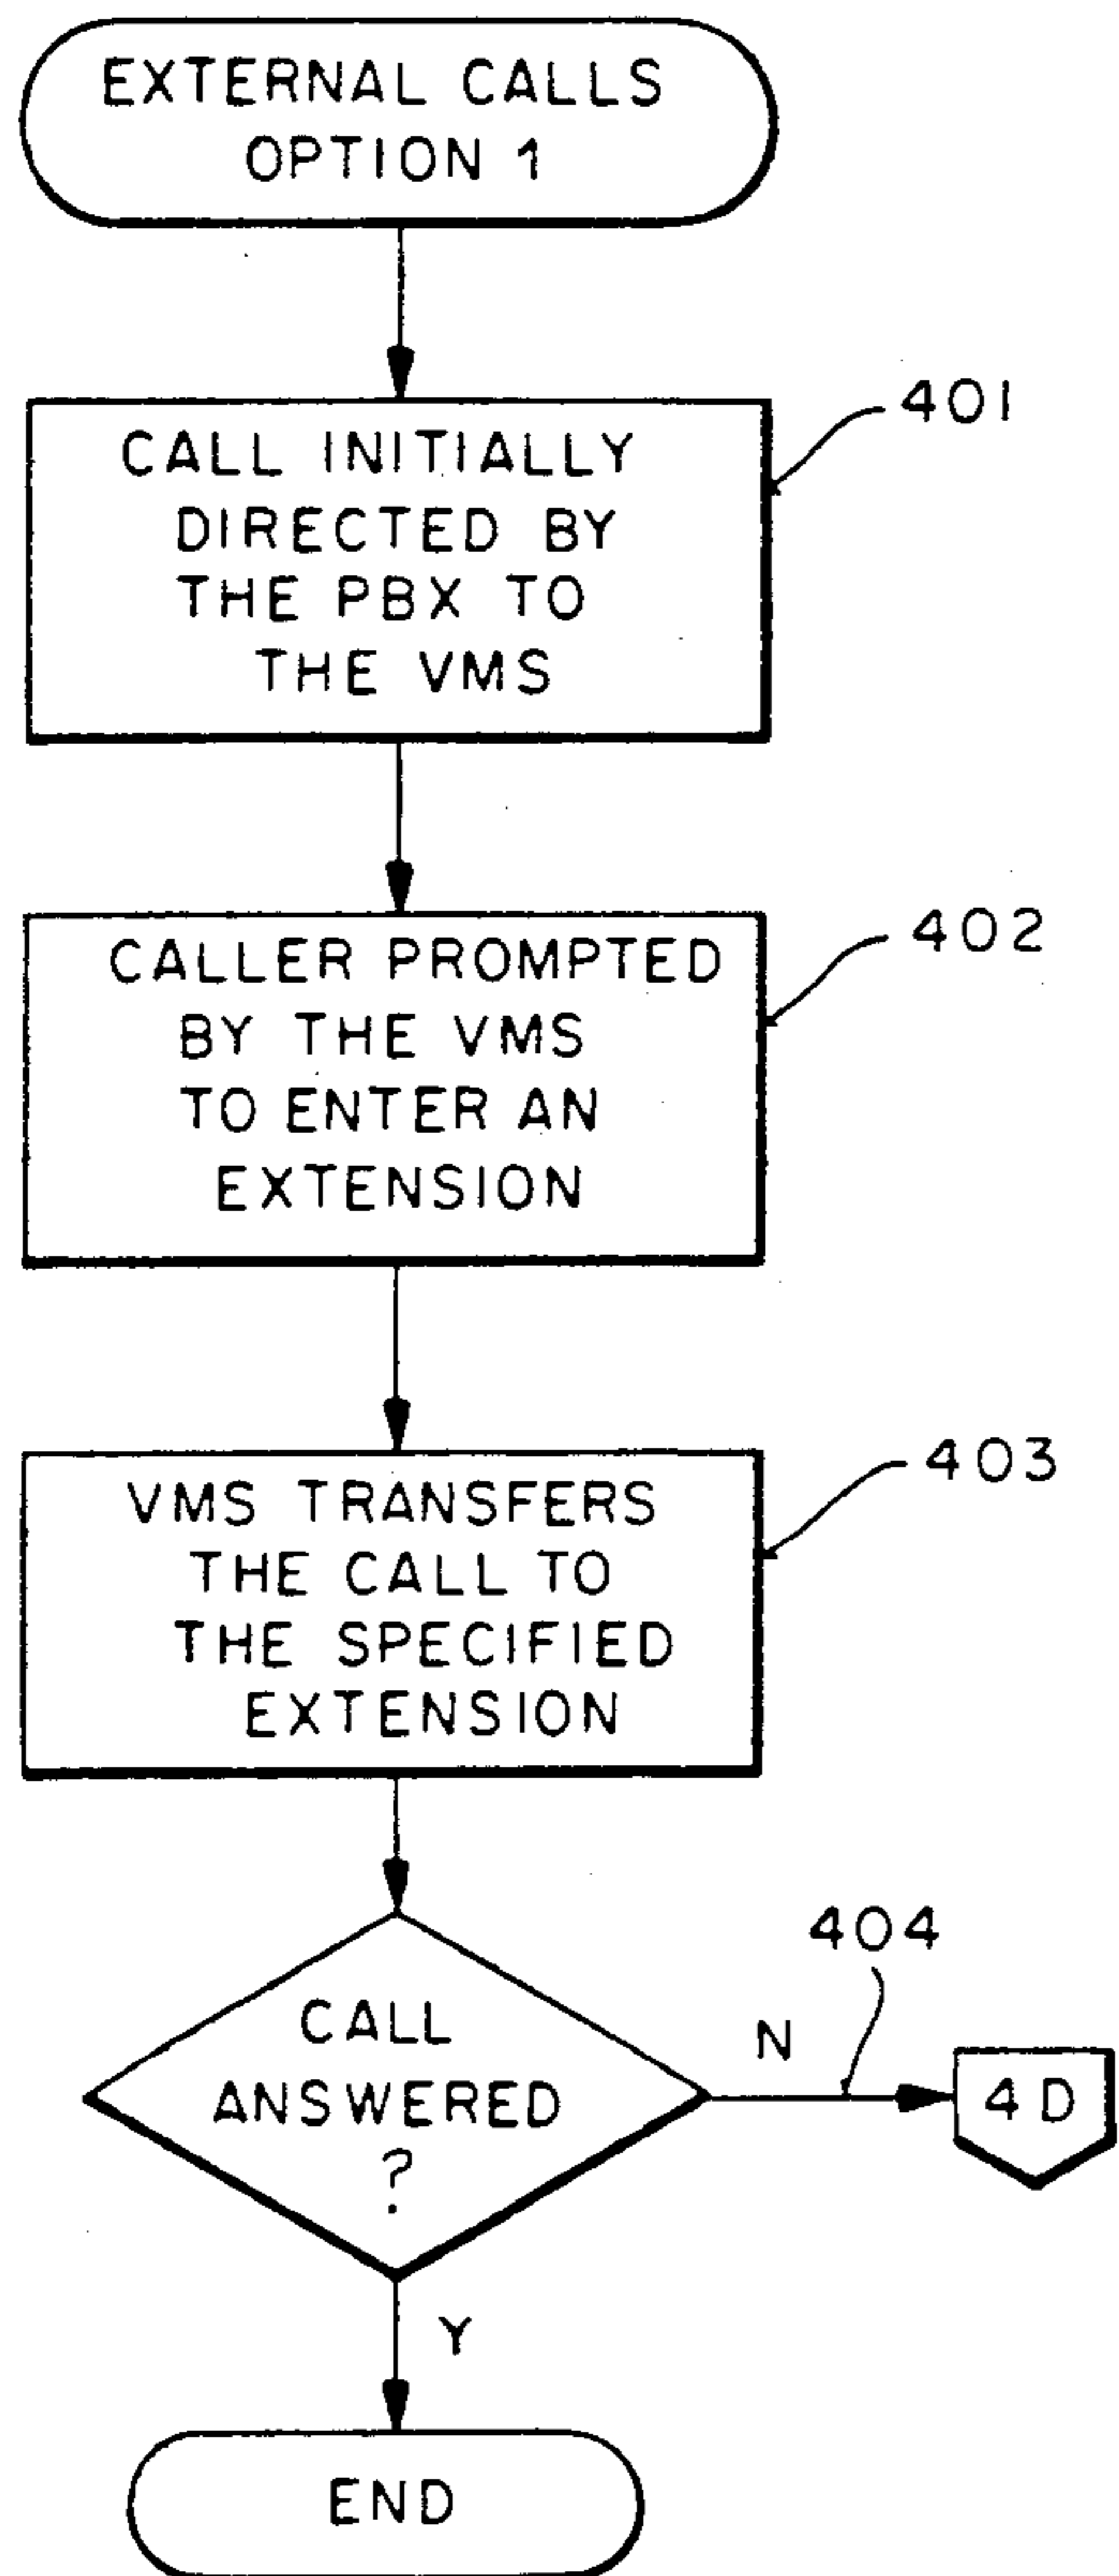 EXTERNAL CALLS
OPTION 1
401
CALL INITIALLY
DIRECTED BY
THE PBX TO
THE VMS
402
CALLER PROMPTED
BY THE VMS
TO ENTER AN
EXTENSION
403
VMS TRANSFERS
THE CALL TO
THE SPECIFIED
EXTENSION
404
CALL
ANSWERED
?
N
4D
Y
END